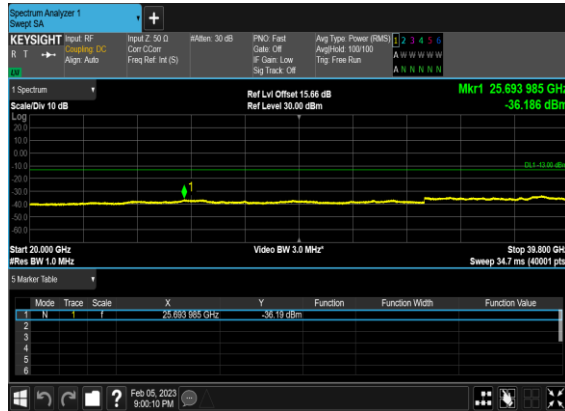 Spectrum Analyzer 1
Swept SA
+
KEYSIGHT Input: RF Input Z: 50 Ω #Atten: 30 dB PNO: Fast Avg Type: Power (RMS) 1 2 3 4 5 6
R T Coupling: DC Corr CCorr Gate: Off Avg|Hold: 100/100 A W W W W W
Align: Auto Freq Ref: Int (S) IF Gain: Low Trig: Free Run
Sig Track: Off A N N N N N
1 Spectrum
Scale/Div 10 dB
Ref Lvl Offset 15.66 dB
Ref Level 30.00 dBm
Mkr1 25.693 985 GHz
-36.186 dBm
Log
20.0
10.0
0.00
-10.0
DL1 -13.00 dBm
-20.0
-30.0
1
-40.0
-50.0
-60.0
Start 20.000 GHz Video BW 3.0 MHz* Stop 39.800 GHz
#Res BW 1.0 MHz Sweep 34.7 ms (40001 pts)
5 Marker Table
Mode Trace Scale X Y Function Function Width Function Value
1 N 1 f 25.693 985 GHz -36.19 dBm
2
3
4
5
6
?
Feb 05, 2023
9:00:10 PM